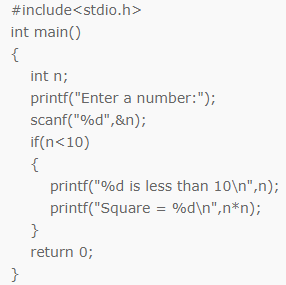 #include<stdio.h>
int main()
{
int n;
printf("Enter a number:");
scanf("%d",&n);
if(n<10)
{
printf("%d is less than 10\n",n);
printf("Square = %d\n",n*n);
}
return 0;
}